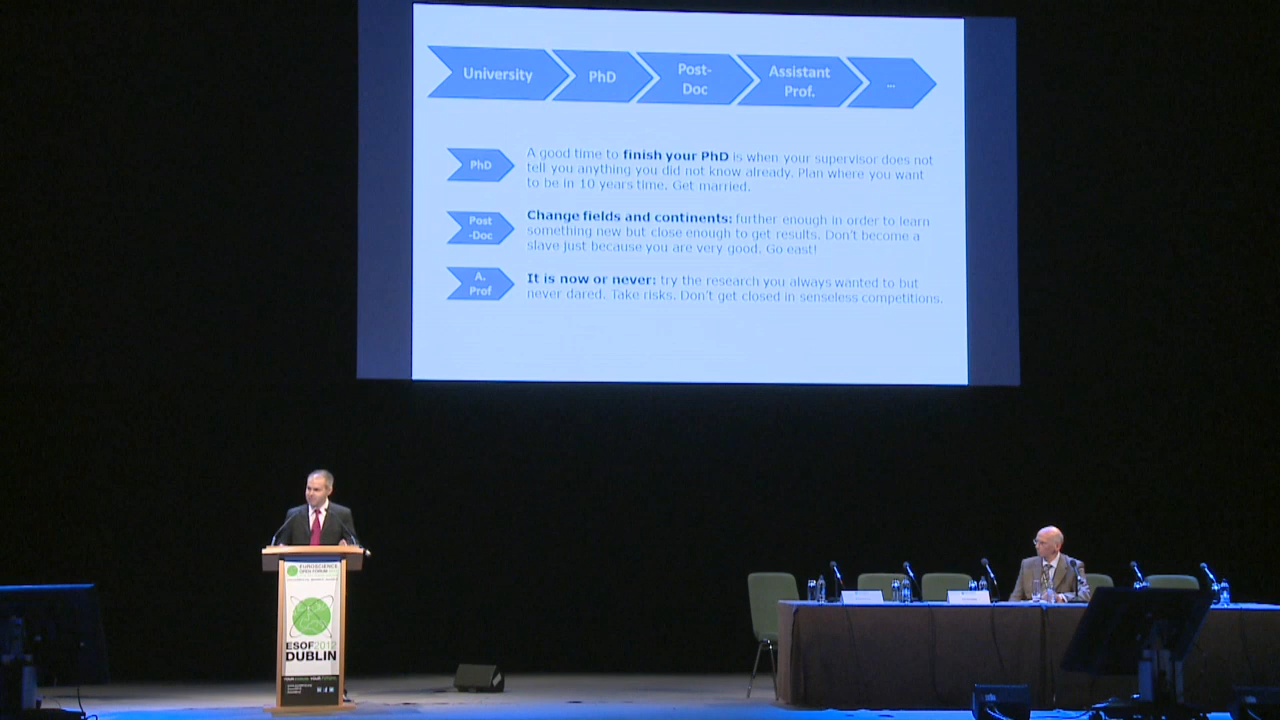 University
PhD
Post-
Doc
Assistant
Prof.
...
PhD
A good time to finish your PhD is when your supervisor does not
tell you anything you did not know already. Plan where you want
to be in 10 years time. Get married.
Post
-Doc
Change fields and continents: further enough in order to learn
something new but close enough to get results. Don't become a
slave just because you are very good. Go east!
A.
Prof
It is now or never: try the research you always wanted to but
never dared. Take risks. Don't get closed in senseless competitions.
EUROSCIENCE
OPEN FORUM
ESOF2012
DUBLIN